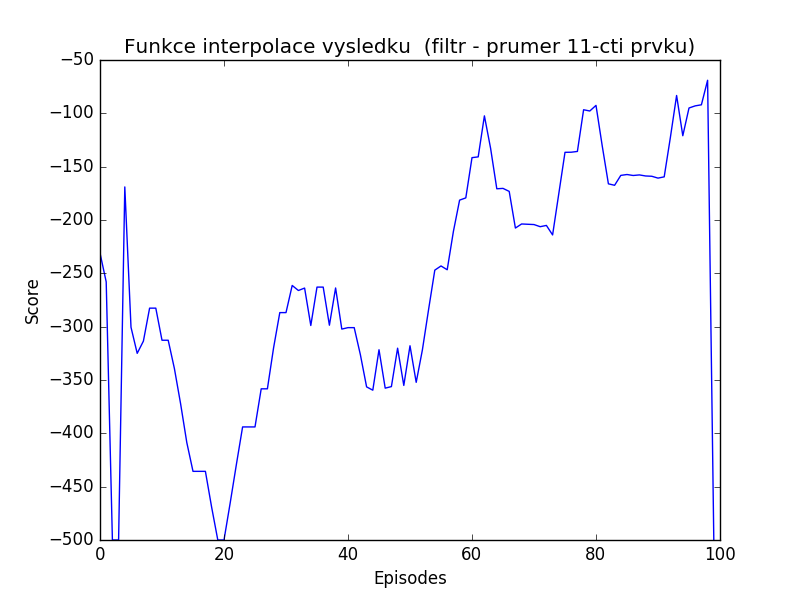 Funkce interpolace vysledku  (filtr - prumer 11-cti prvku)
−50
−100
−150
−200
−250
−300
−350
−400
−450
−500
Score
0 20 40 60 80 100
Episodes